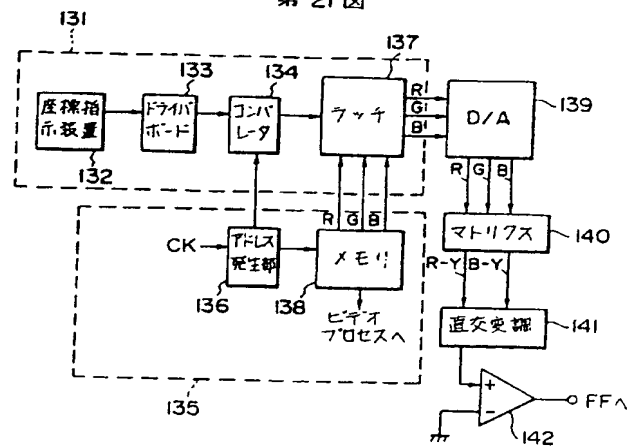 第21図
131
137
133
134
139
座標指
示装置
ドライバ
ボード
コンパ
レータ
ラッチ
R'
G'
B'
D/A
132
R
G
B
R
G
B
マトリクス
140
CK
アドレス
発生部
メモリ
R-Y
B-Y
136
138
ビデオ
プロセスへ
直交変調
141
135
+
-
FFへ
142